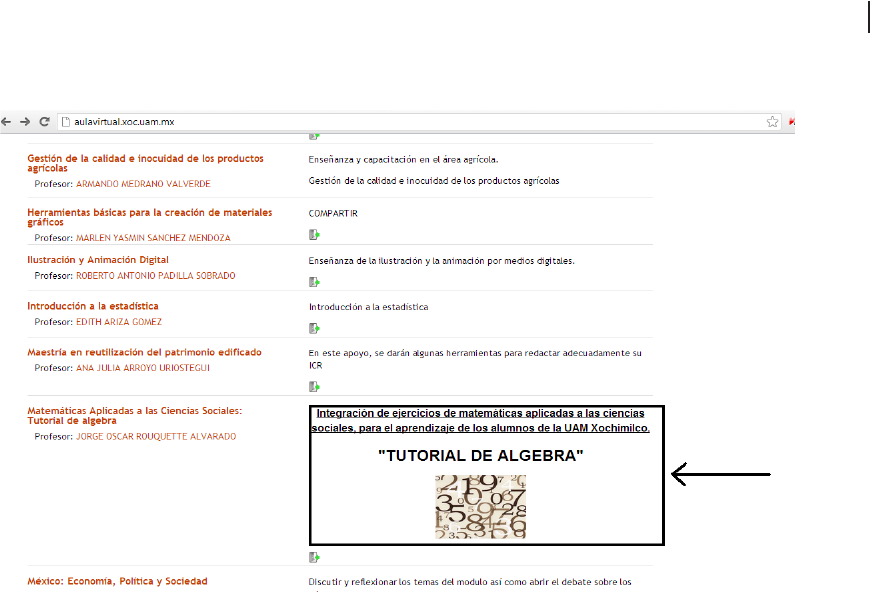 aulavirtual.xoc.uam.mx
Gestión de la calidad e inocuidad de los productos
agrícolas
Profesor: ARMANDO MEDRANO VALVERDE
Enseñanza y capacitación en el área agrícola.
Gestión de la calidad e inocuidad de los productos agrícolas
Herramientas básicas para la creación de materiales
gráficos
Profesor: MARLEN YASMIN SANCHEZ MENDOZA
COMPARTIR
Ilustración y Animación Digital
Profesor: ROBERTO ANTONIO PADILLA SOBRADO
Enseñanza de la ilustración y la animación por medios digitales.
Introducción a la estadística
Profesor: EDITH ARIZA GOMEZ
Introducción a la estadística
Maestría en reutilización del patrimonio edificado
Profesor: ANA JULIA ARROYO URIOSTEGUI
En este apoyo, se darán algunas herramientas para redactar adecuadamente su
ICR
Matemáticas Aplicadas a las Ciencias Sociales:
Tutorial de algebra
Profesor: JORGE OSCAR ROUQUETTE ALVARADO
Integración de ejercicios de matemáticas aplicadas a las ciencias
sociales, para el aprendizaje de los alumnos de la UAM Xochimilco.
"TUTORIAL DE ALGEBRA"
México: Economía, Política y Sociedad
Discutir y reflexionar los temas del modulo así como abrir el debate sobre los